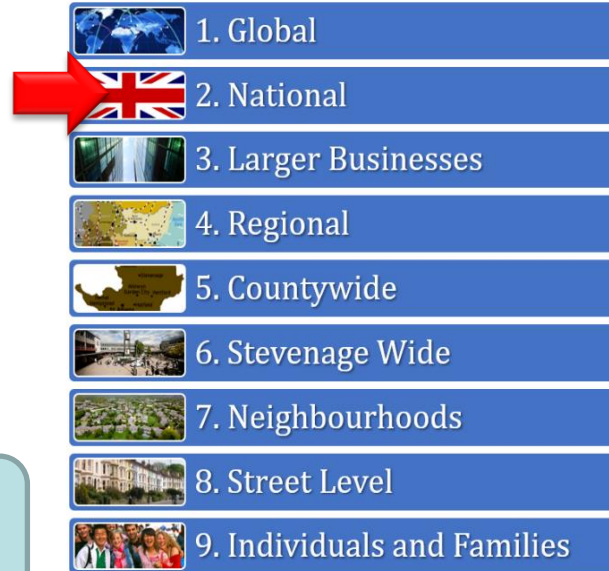 1. Global
2. National
3. Larger Businesses
4. Regional
5. Countywide
6. Stevenage Wide
7. Neighbourhoods
8. Street Level
9. Individuals and Families